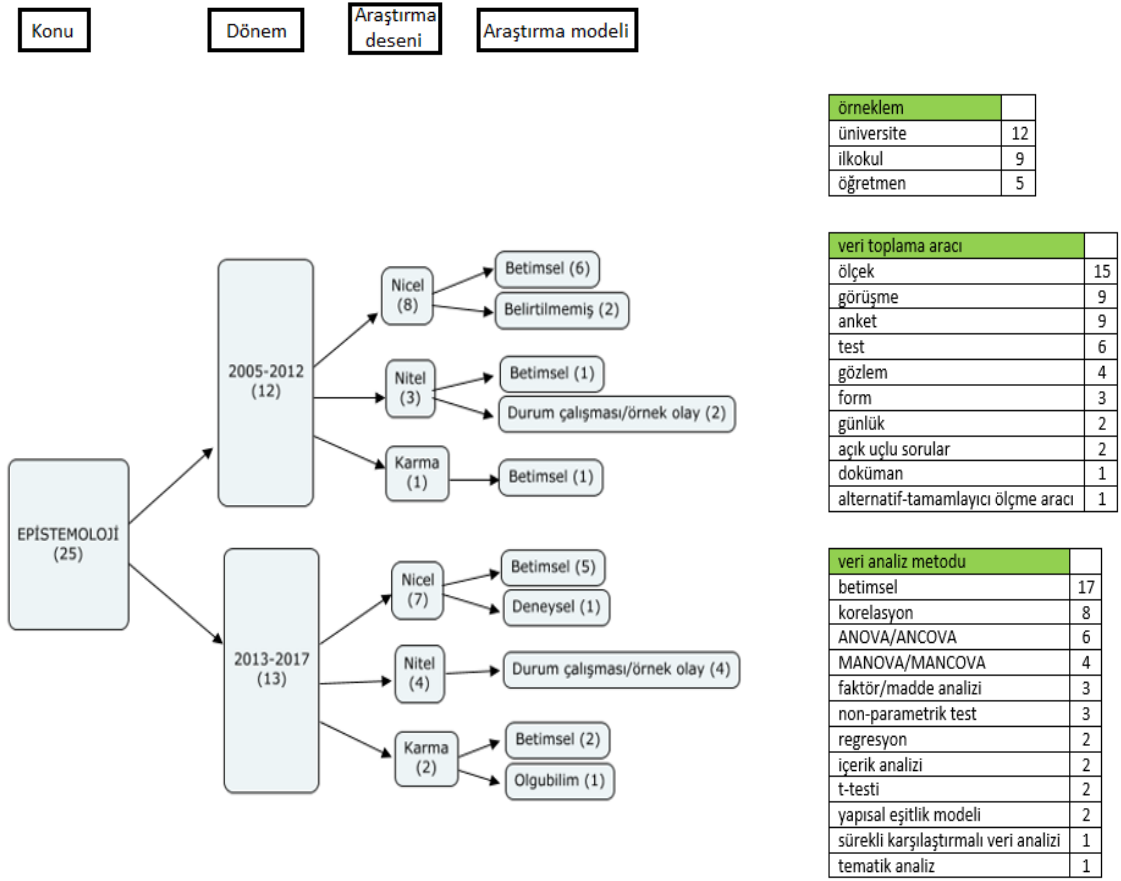 Konu
Dönem
Araştırma
deseni
Araştırma modeli
EPİSTEMOLOJİ
(25)
2005-2012
(12)
Nicel
(8)
Betimsel (6)
Belirtilmemiş (2)
Nitel
(3)
Betimsel (1)
Durum çalışması/örnek olay (2)
Karma
(1)
Betimsel (1)
2013-2017
(13)
Nicel
(7)
Betimsel (5)
Deneysel (1)
Nitel
(4)
Durum çalışması/örnek olay (4)
Karma
(2)
Betimsel (2)
Olgubilim (1)
örneklem
üniversite 12
ilkokul 9
öğretmen 5
veri toplama aracı
ölçek 15
görüşme 9
anket 9
test 6
gözlem 4
form 3
günlük 2
açık uçlu sorular 2
doküman 1
alternatif-tamamlayıcı ölçme aracı 1
veri analiz metodu
betimsel 17
korelasyon 8
ANOVA/ANCOVA 6
MANOVA/MANCOVA 4
faktör/madde analizi 3
non-parametrik test 3
regresyon 2
içerik analizi 2
t-testi 2
yapısal eşitlik modeli 2
sürekli karşılaştırmalı veri analizi 1
tematik analiz 1